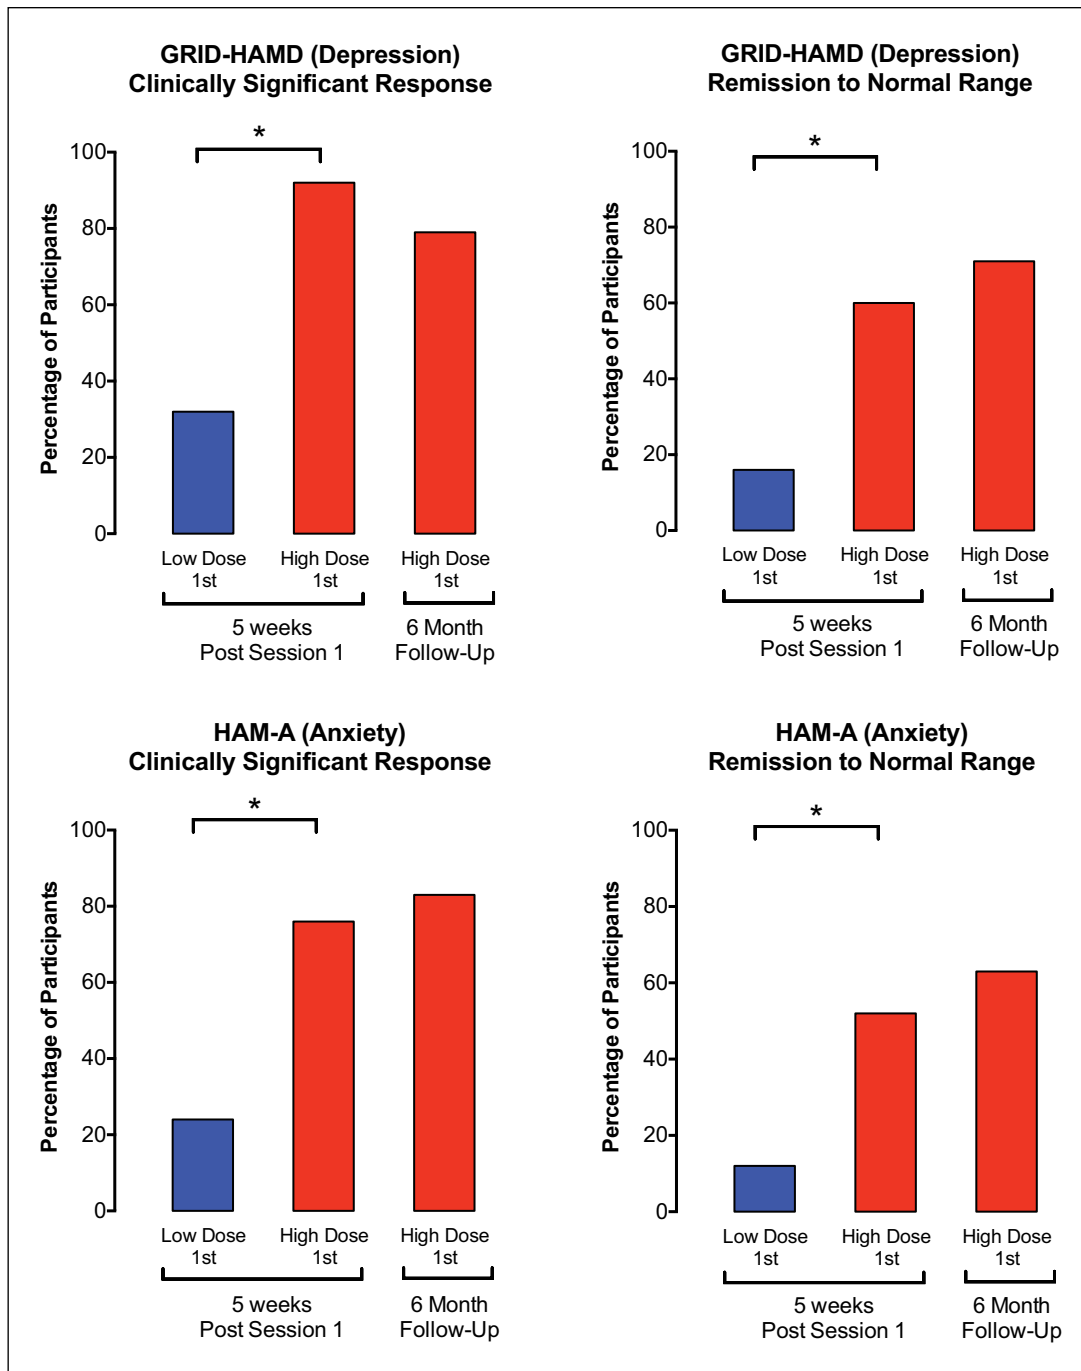 GRID-HAMD (Depression)
Clinically Significant Response
*
100
80
60
40
20
0
Percentage of Participants
Low Dose
1st
High Dose
1st
High Dose
1st
5 weeks
Post Session 1
6 Month
Follow-Up
GRID-HAMD (Depression)
Remission to Normal Range
*
100
80
60
40
20
0
Percentage of Participants
Low Dose
1st
High Dose
1st
High Dose
1st
5 weeks
Post Session 1
6 Month
Follow-Up
HAM-A (Anxiety)
Clinically Significant Response
*
100
80
60
40
20
0
Percentage of Participants
Low Dose
1st
High Dose
1st
High Dose
1st
5 weeks
Post Session 1
6 Month
Follow-Up
HAM-A (Anxiety)
Remission to Normal Range
*
100
80
60
40
20
0
Percentage of Participants
Low Dose
1st
High Dose
1st
High Dose
1st
5 weeks
Post Session 1
6 Month
Follow-Up